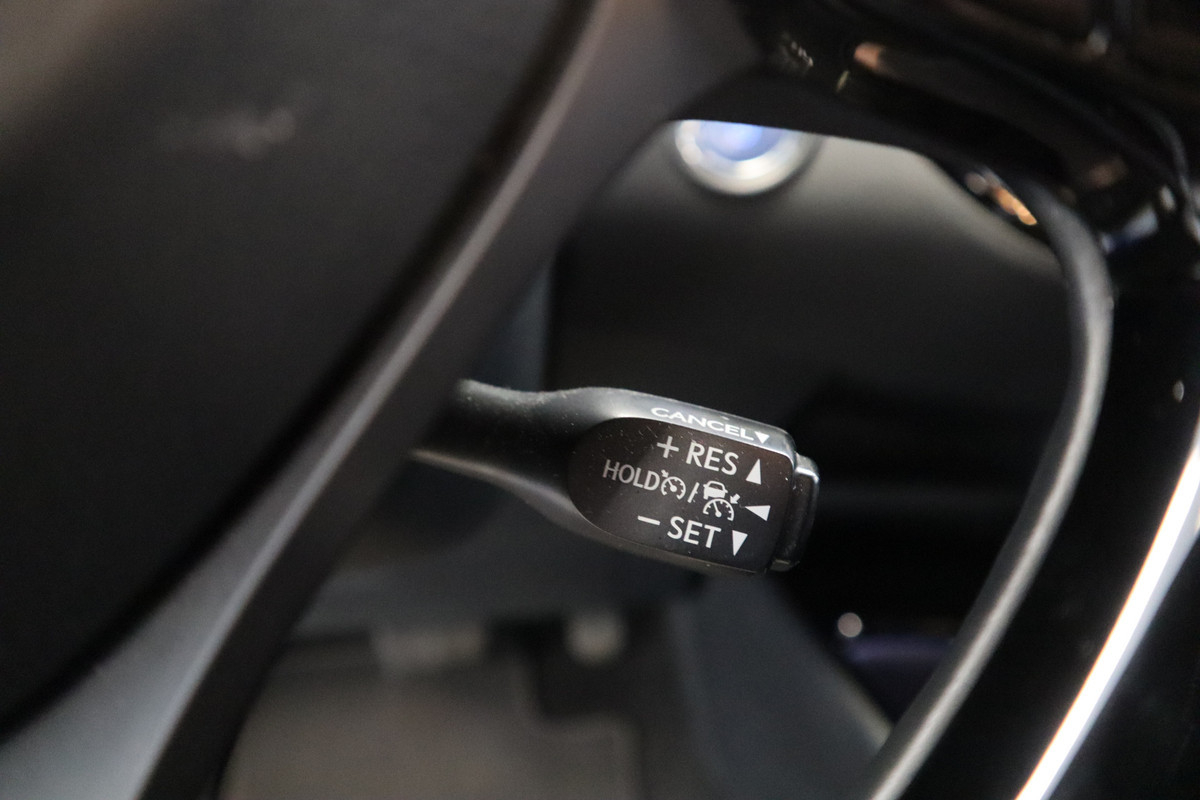 CANCEL▼
+ RES ▲
HOLD / ◀
− SET ▼